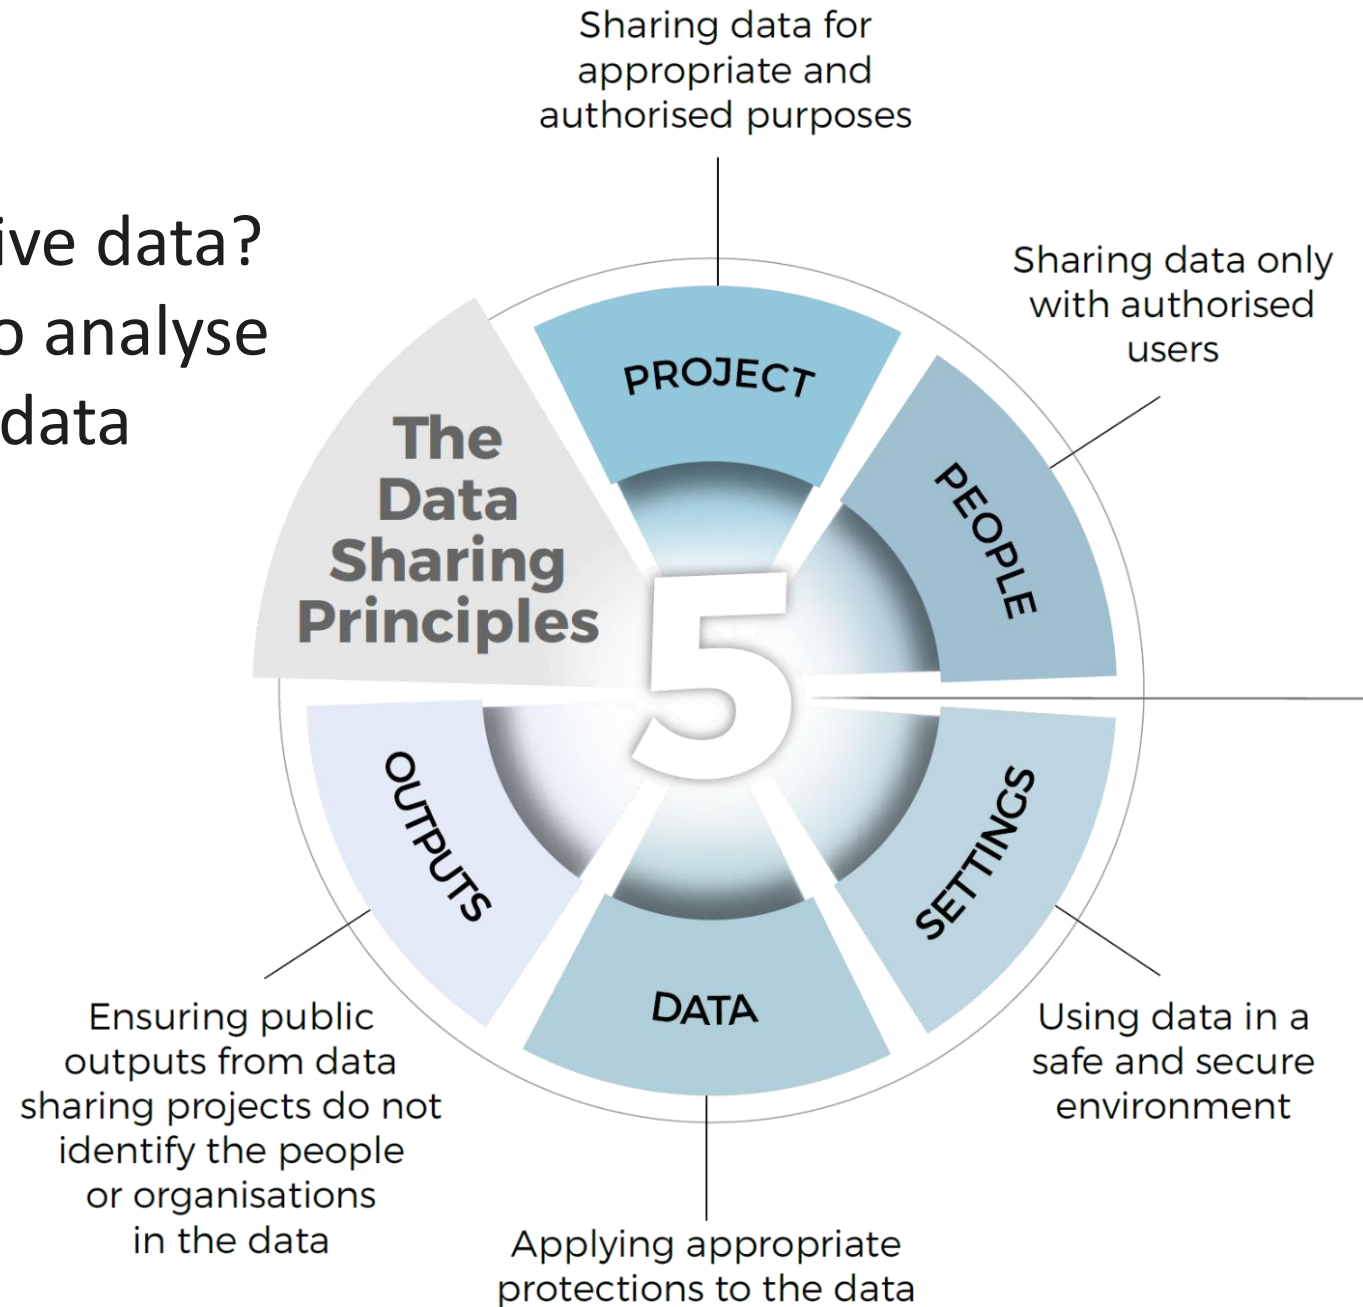 Sharing data for
appropriate and
authorised purposes
ive data?
o analyse
data
Sharing data only
with authorised
users
The
Data
Sharing
Principles
5
PROJECT
PEOPLE
SETTINGS
DATA
OUTPUTS
Using data in a
safe and secure
environment
Ensuring public
outputs from data
sharing projects do not
identify the people
or organisations
in the data
Applying appropriate
protections to the data